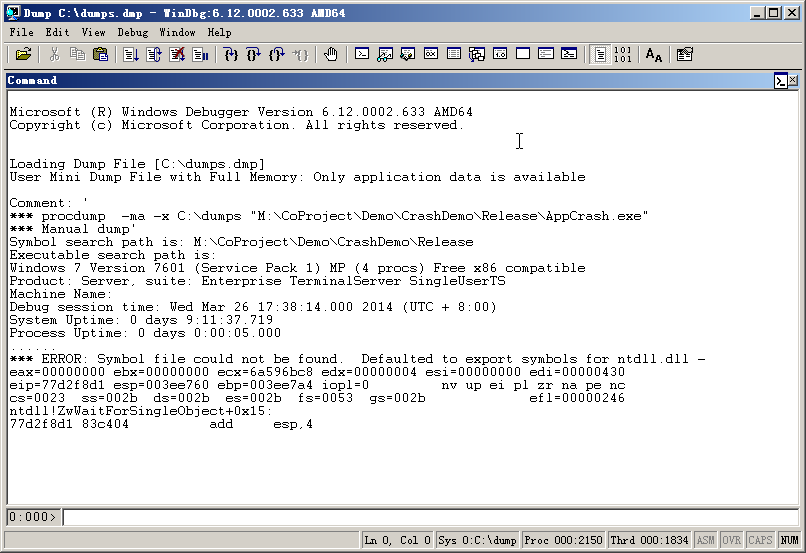 Dump C:\dumps.dmp - WinDbg:6.12.0002.633 AMD64
File Edit View Debug Window Help
101
101
AA
Command
Microsoft (R) Windows Debugger Version 6.12.0002.633 AMD64
Copyright (c) Microsoft Corporation. All rights reserved.
Loading Dump File [C:\dumps.dmp]
User Mini Dump File with Full Memory: Only application data is available
Comment: '
*** procdump  -ma -x C:\dumps "M:\CoProject\Demo\CrashDemo\Release\AppCrash.exe"
*** Manual dump'
Symbol search path is: M:\CoProject\Demo\CrashDemo\Release
Executable search path is:
Windows 7 Version 7601 (Service Pack 1) MP (4 procs) Free x86 compatible
Product: Server, suite: Enterprise TerminalServer SingleUserTS
Machine Name:
Debug session time: Wed Mar 26 17:38:14.000 2014 (UTC + 8:00)
System Uptime: 0 days 9:11:37.719
Process Uptime: 0 days 0:00:05.000
......
*** ERROR: Symbol file could not be found.  Defaulted to export symbols for ntdll.dll -
eax=00000000 ebx=00000000 ecx=6a596bc8 edx=00000004 esi=00000000 edi=00000430
eip=77d2f8d1 esp=003ee760 ebp=003ee7a4 iopl=0         nv up ei pl zr na pe nc
cs=0023  ss=002b  ds=002b  es=002b  fs=0053  gs=002b             efl=00000246
ntdll!ZwWaitForSingleObject+0x15:
77d2f8d1 83c404          add     esp,4
0:000>
Ln 0, Col 0 Sys 0:C:\dump Proc 000:2150 Thrd 000:1834 ASM OVR CAPS NUM